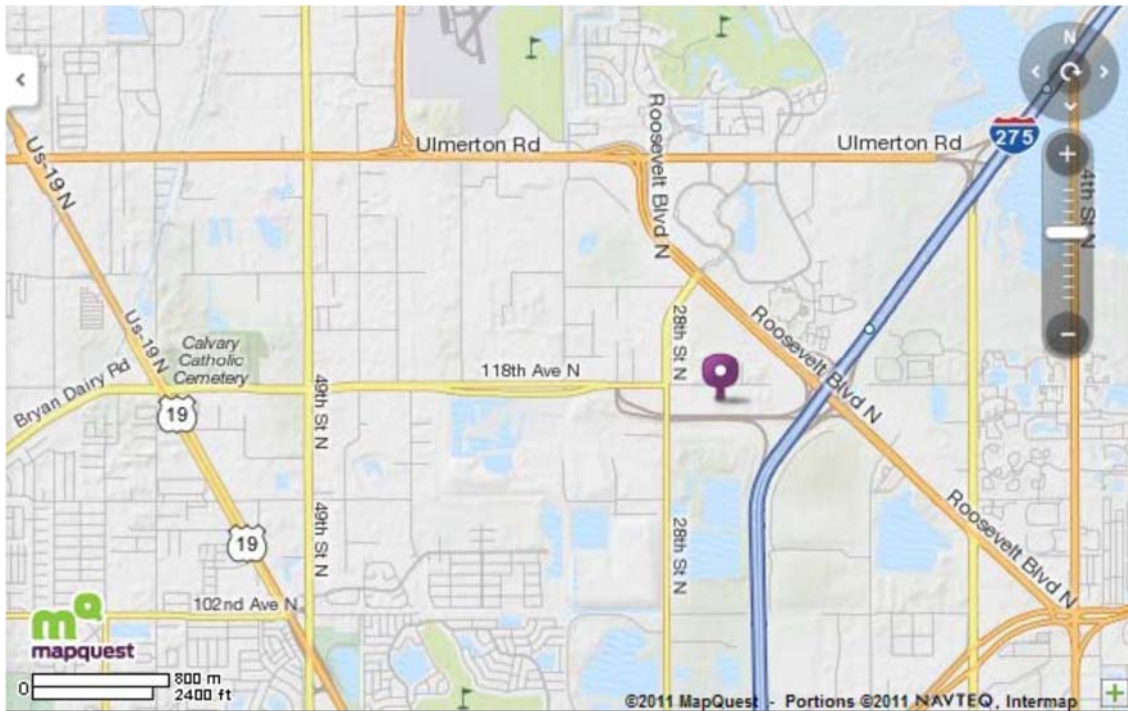 N
Ulmerton Rd
Roosevelt Blvd N
Ulmerton Rd
275
4th St N
Us-19 N
Us-19 N
Calvary
Catholic
Cemetery
Bryan Dairy Rd
19
49th St N
118th Ave N
28th St N
Roosevelt Blvd N
19
49th St N
28th St N
Roosevelt Blvd N
102nd Ave N
mq
mapquest
0
800 m
2400 ft
©2011 MapQuest - Portions ©2011 NAVTEQ, Intermap